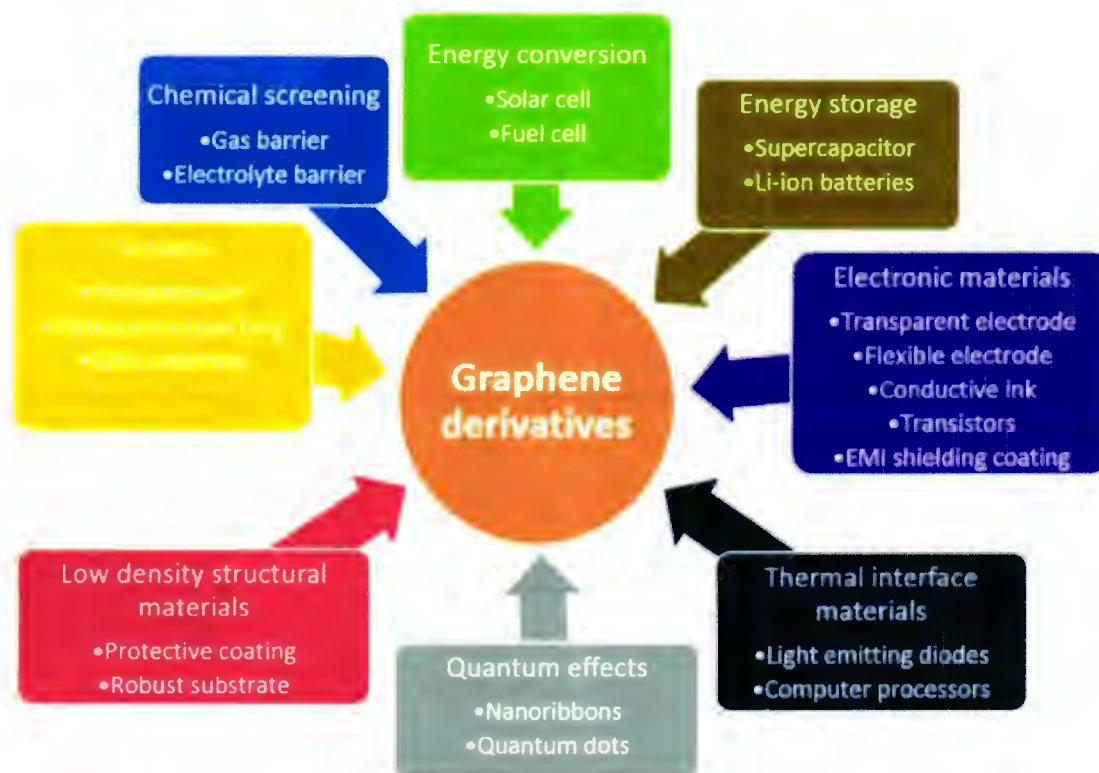 Energy conversion
•Solar cell
•Fuel cell
Chemical screening
•Gas barrier
•Electrolyte barrier
Energy storage
•Supercapacitor
•Li-ion batteries
Electronic materials
•Transparent electrode
•Flexible electrode
•Conductive ink
•Transistors
•EMI shielding coating
Graphene
derivatives
Low density structural
materials
•Protective coating
•Robust substrate
Quantum effects
•Nanoribbons
•Quantum dots
Thermal interface
materials
•Light emitting diodes
•Computer processors